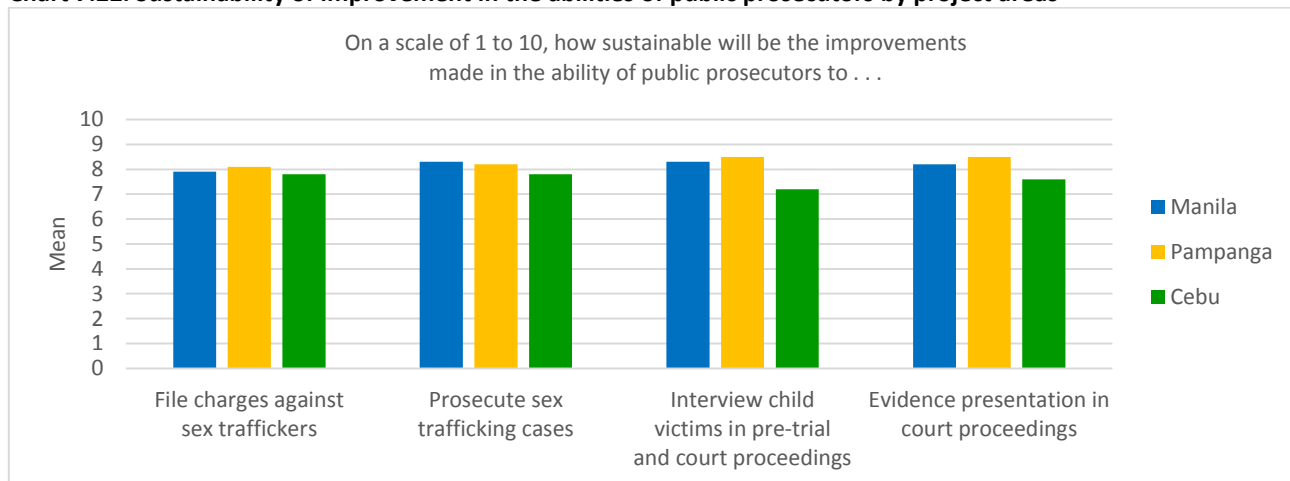 Chart Sustainability of improvement in the abilities of public prosecutors by project areas
On a scale of 1 to 10, how sustainable will be the improvements
made in the ability of public prosecutors to . . .
10
9
8
7
6
5
4
3
2
1
0
Mean
File charges against
sex traffickers
Prosecute sex
trafficking cases
Interview child
victims in pre-trial
and court proceedings
Evidence presentation in
court proceedings
Manila
Pampanga
Cebu